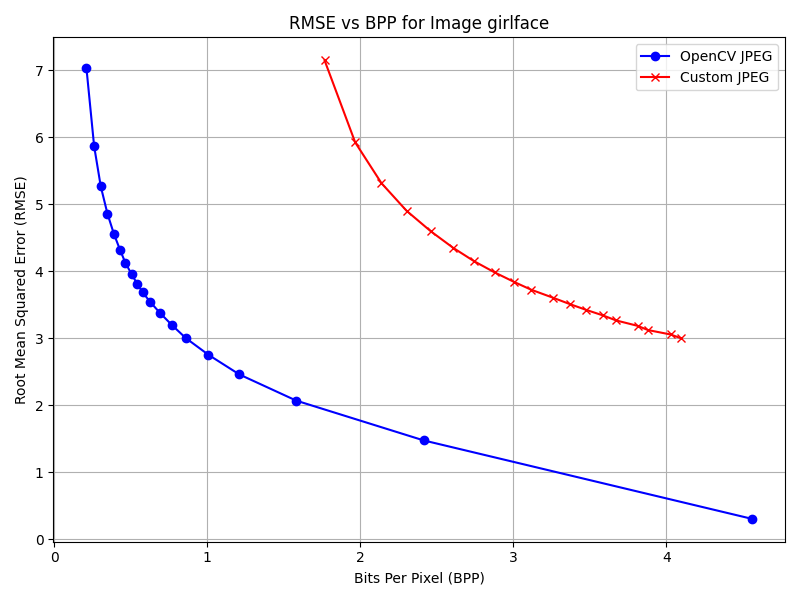 RMSE vs BPP for Image girlface
OpenCV JPEG
Custom JPEG
Root Mean Squared Error (RMSE)
7
6
5
4
3
2
1
0
0 1 2 3 4
Bits Per Pixel (BPP)